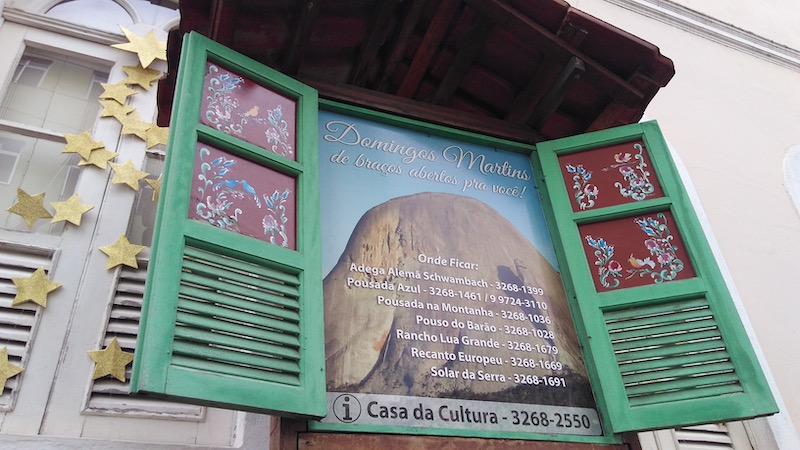 Domingos Martins
de braços abertos pra você!
Onde Ficar:
Adega Alemã Schwambach - 3268-1399
Pousada Azul - 3268-1461 / 9 9724-3110
Pousada na Montanha - 3268-1036
Pouso do Barão - 3268-1028
Rancho Lua Grande - 3268-1679
Recanto Europeu - 3268-1669
Solar da Serra - 3268-1691
i Casa da Cultura - 3268-2550